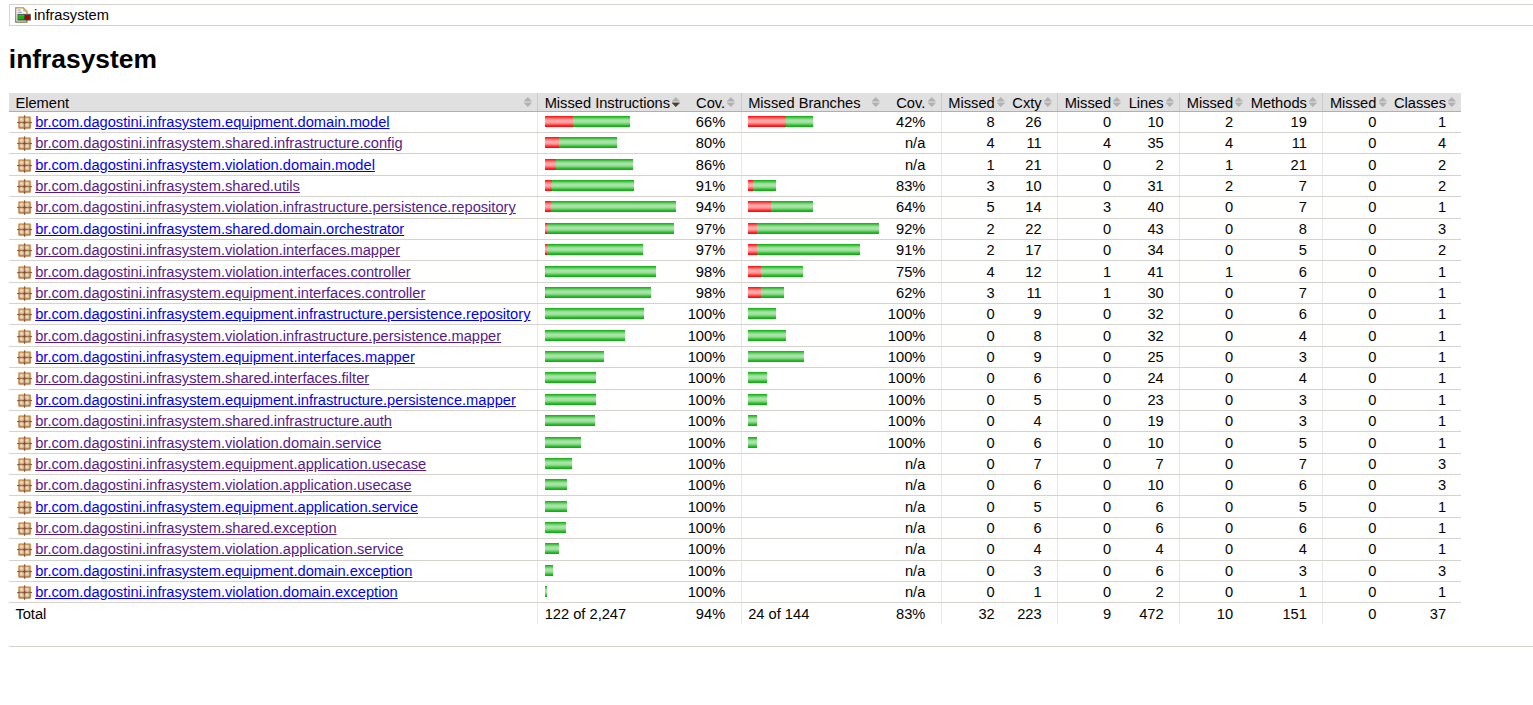 infrasystem
infrasystem
Element Missed Instructions Cov. Missed Branches Cov. Missed Cxty Missed Lines Missed Methods Missed Classes
br.com.dagostini.infrasystem.equipment.domain.model 66% 42% 8 26 0 10 2 19 0 1
br.com.dagostini.infrasystem.shared.infrastructure.config 80% n/a 4 11 4 35 4 11 0 4
br.com.dagostini.infrasystem.violation.domain.model 86% n/a 1 21 0 2 1 21 0 2
br.com.dagostini.infrasystem.shared.utils 91% 83% 3 10 0 31 2 7 0 2
br.com.dagostini.infrasystem.violation.infrastructure.persistence.repository 94% 64% 5 14 3 40 0 7 0 1
br.com.dagostini.infrasystem.shared.domain.orchestrator 97% 92% 2 22 0 43 0 8 0 3
br.com.dagostini.infrasystem.violation.interfaces.mapper 97% 91% 2 17 0 34 0 5 0 2
br.com.dagostini.infrasystem.violation.interfaces.controller 98% 75% 4 12 1 41 1 6 0 1
br.com.dagostini.infrasystem.equipment.interfaces.controller 98% 62% 3 11 1 30 0 7 0 1
br.com.dagostini.infrasystem.equipment.infrastructure.persistence.repository 100% 100% 0 9 0 32 0 6 0 1
br.com.dagostini.infrasystem.violation.infrastructure.persistence.mapper 100% 100% 0 8 0 32 0 4 0 1
br.com.dagostini.infrasystem.equipment.interfaces.mapper 100% 100% 0 9 0 25 0 3 0 1
br.com.dagostini.infrasystem.shared.interfaces.filter 100% 100% 0 6 0 24 0 4 0 1
br.com.dagostini.infrasystem.equipment.infrastructure.persistence.mapper 100% 100% 0 5 0 23 0 3 0 1
br.com.dagostini.infrasystem.shared.infrastructure.auth 100% 100% 0 4 0 19 0 3 0 1
br.com.dagostini.infrasystem.violation.domain.service 100% 100% 0 6 0 10 0 5 0 1
br.com.dagostini.infrasystem.equipment.application.usecase 100% n/a 0 7 0 7 0 7 0 3
br.com.dagostini.infrasystem.violation.application.usecase 100% n/a 0 6 0 10 0 6 0 3
br.com.dagostini.infrasystem.equipment.application.service 100% n/a 0 5 0 6 0 5 0 1
br.com.dagostini.infrasystem.shared.exception 100% n/a 0 6 0 6 0 6 0 1
br.com.dagostini.infrasystem.violation.application.service 100% n/a 0 4 0 4 0 4 0 1
br.com.dagostini.infrasystem.equipment.domain.exception 100% n/a 0 3 0 6 0 3 0 3
br.com.dagostini.infrasystem.violation.domain.exception 100% n/a 0 1 0 2 0 1 0 1
Total 122 of 2,247 94% 24 of 144 83% 32 223 9 472 10 151 0 37